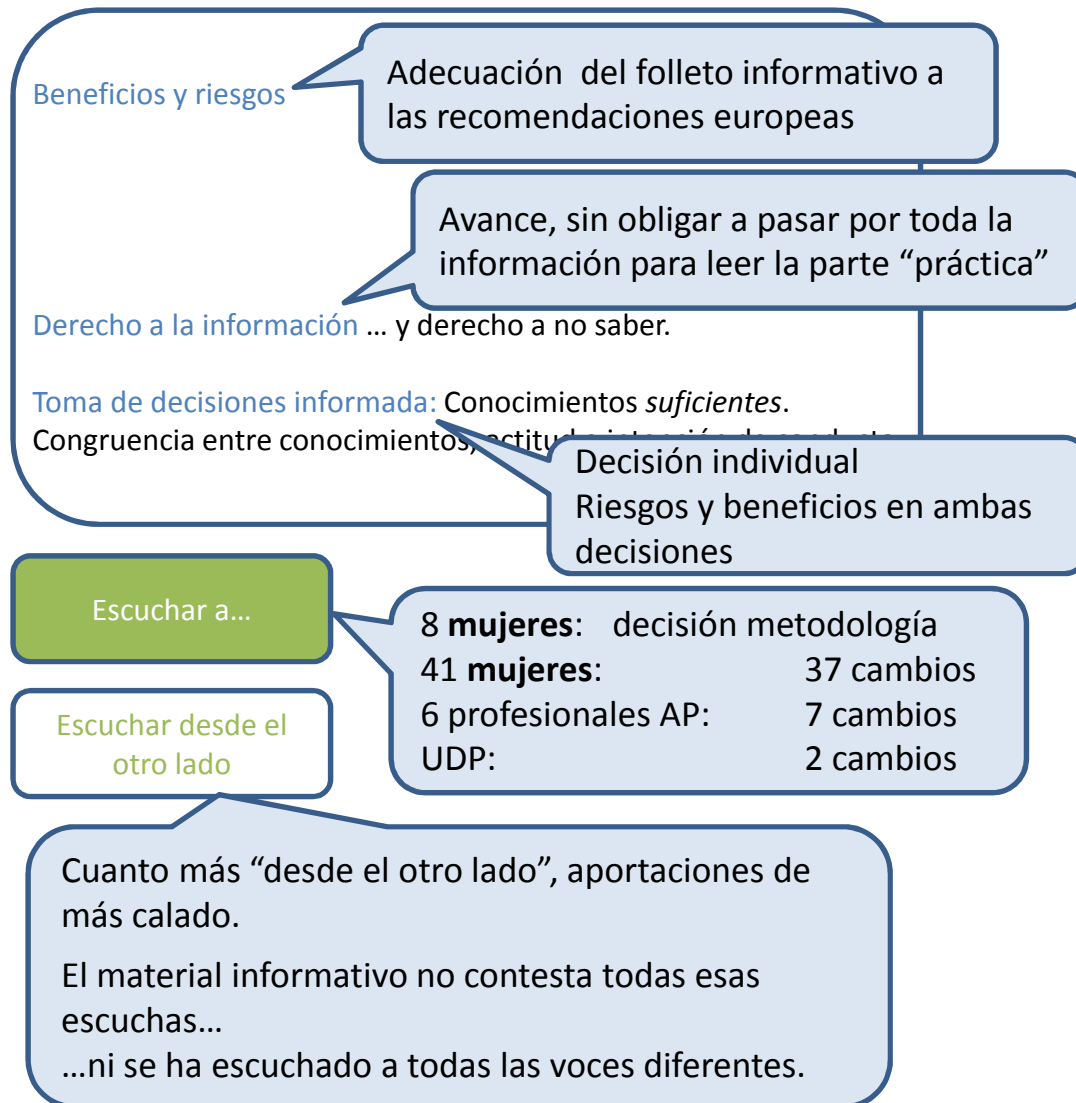 Beneficios y riesgos
Adecuación del folleto informativo a
las recomendaciones europeas
Avance, sin obligar a pasar por toda la
información para leer la parte “práctica”
Derecho a la información … y derecho a no saber.
Toma de decisiones informada: Conocimientos suficientes.
Congruencia entre conocimientos,
Decisión individual
Riesgos y beneficios en ambas
decisiones
Escuchar a…
8 mujeres: decisión metodología
41 mujeres: 37 cambios
6 profesionales AP: 7 cambios
UDP: 2 cambios
Escuchar desde el
otro lado
Cuanto más “desde el otro lado”, aportaciones de
más calado.
El material informativo no contesta todas esas
escuchas…
…ni se ha escuchado a todas las voces diferentes.